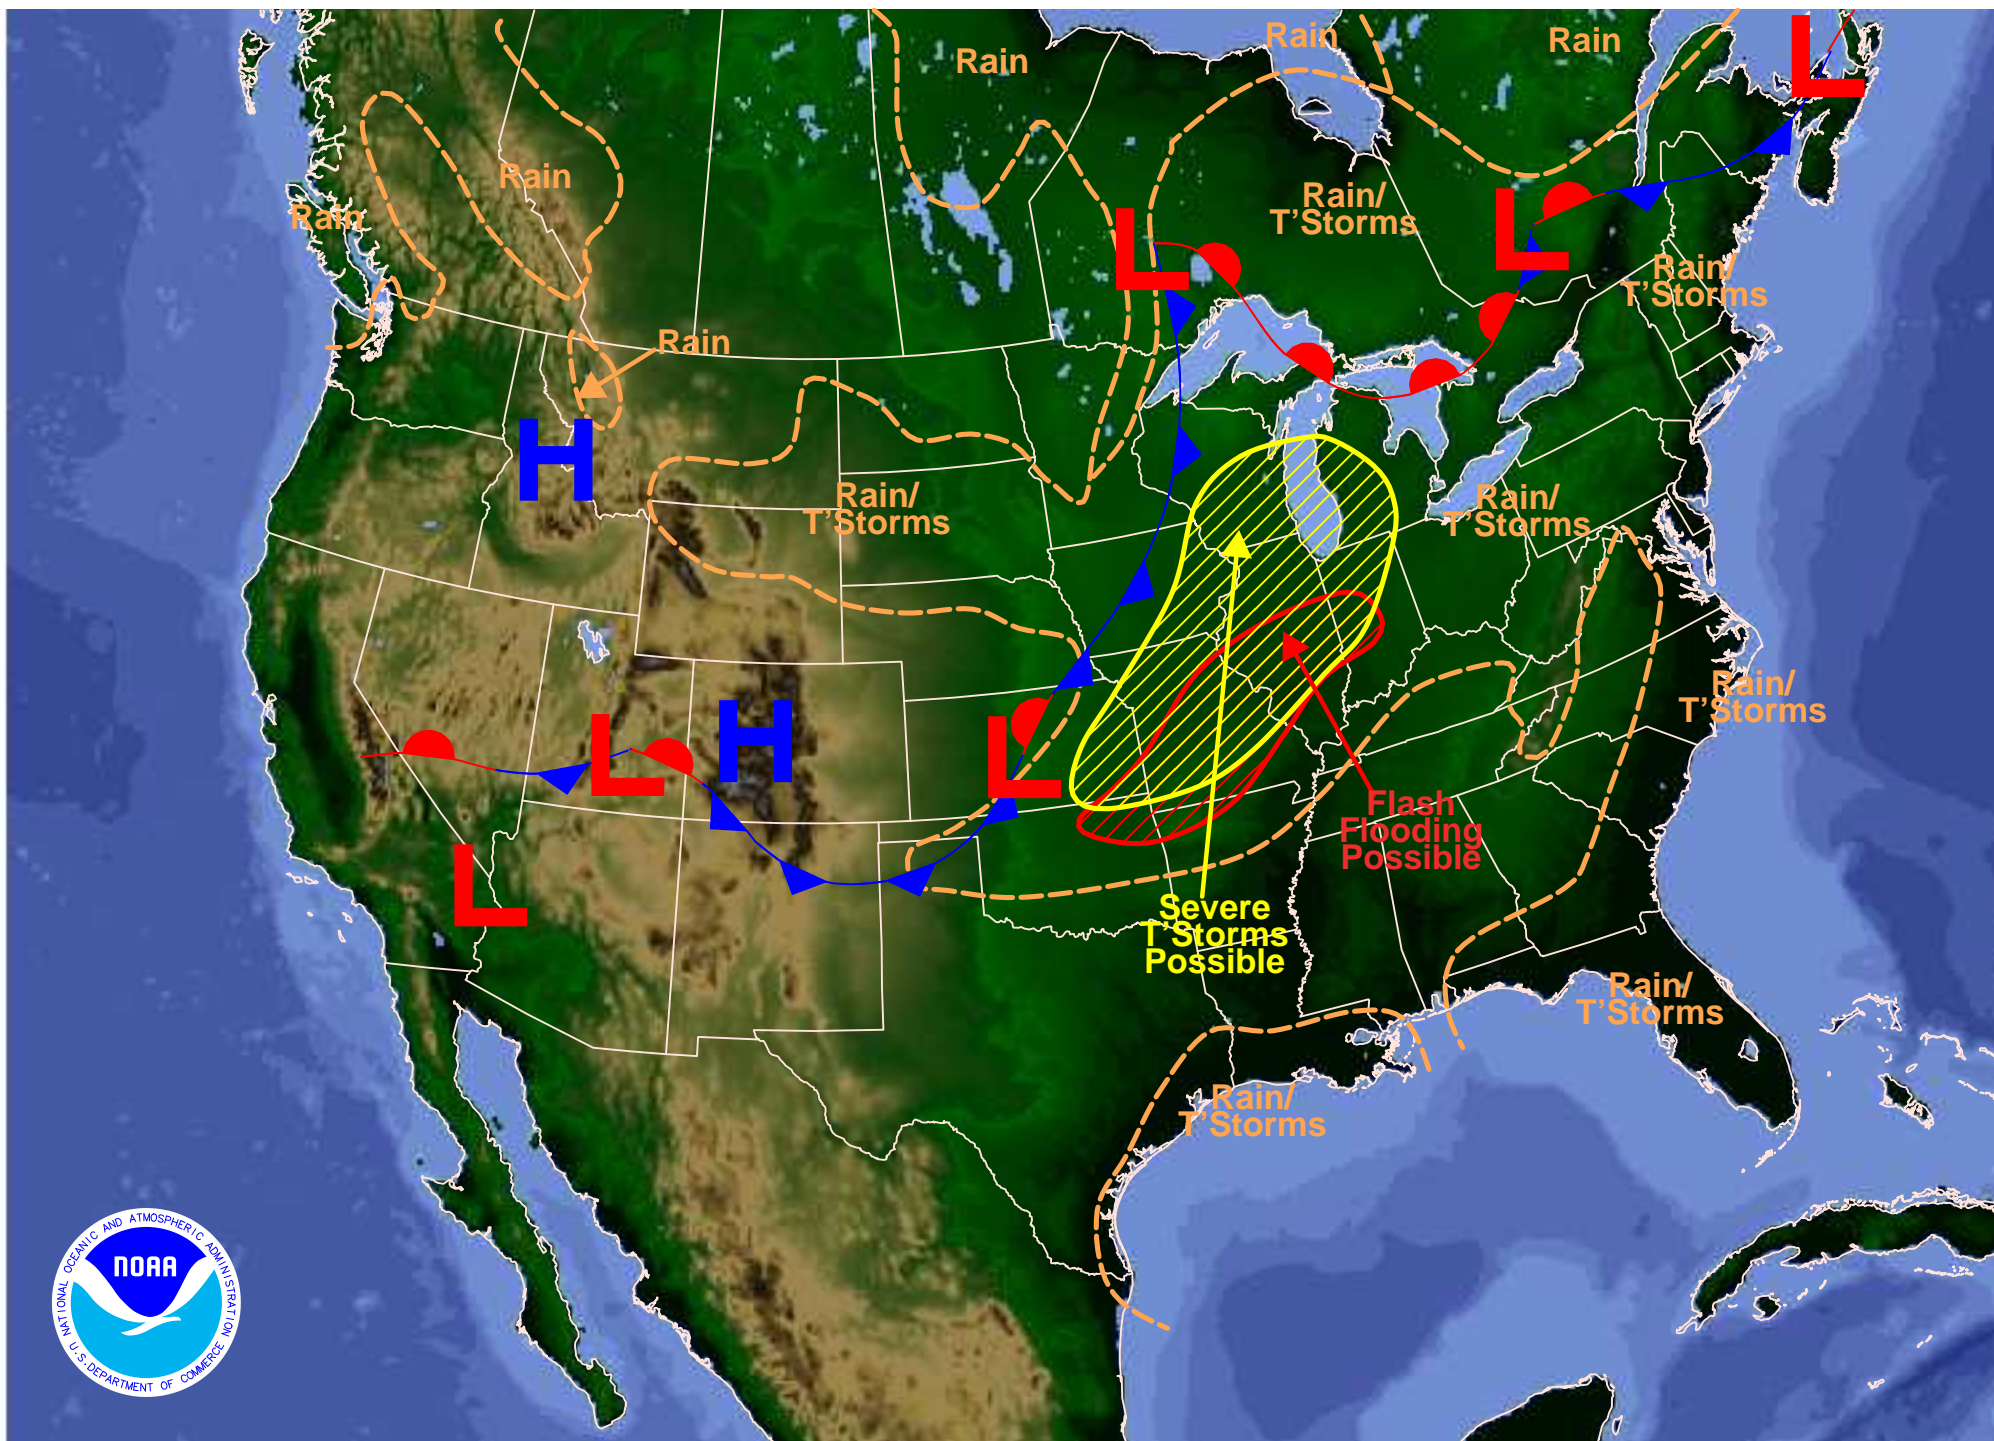 Rain
Rain
Rain
Rain
Rain
Rain/
T'Storms
Rain/
T'Storms
Rain
Rain/
T'Storms
Rain/
T'Storms
Rain/
T'Storms
Flash
Flooding
Possible
Severe
T'Storms
Possible
Rain/
T'Storms
Rain/
T'Storms
L
L
L
H
H
L
L
L
NATIONAL OCEANIC AND ATMOSPHERIC ADMINISTRATION
NOAA
U.S. DEPARTMENT OF COMMERCE